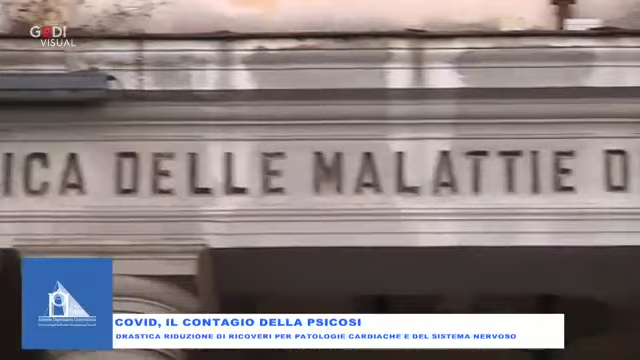 GEDI
VISUAL
ICA DELLE MALATTIE D
COVID, IL CONTAGIO DELLA PSICOSI
DRASTICA RIDUZIONE DI RICOVERI PER PATOLOGIE CARDIACHE E DEL SISTEMA NERVOSO